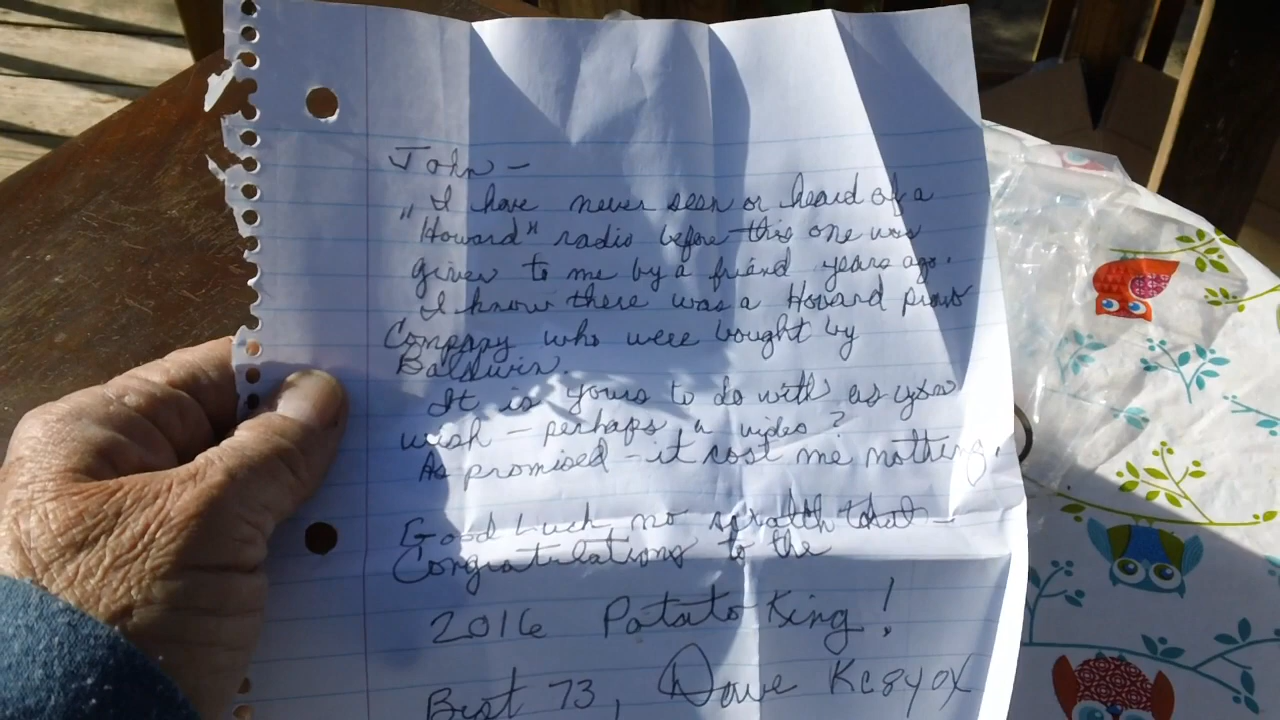 John -
"I have never seen or heard of a
Howard" radio before this one was
given to me by a friend years ago.
I know there was a Howard piano
Company who were bought by
Baldwin.
It is yours to do with as you
wish - perhaps a video?
As promised - it cost me nothing.
Good Luck, no scratch that -
Congratulations to the
2016 Potato King!
Best 73, Dave KC8YOX